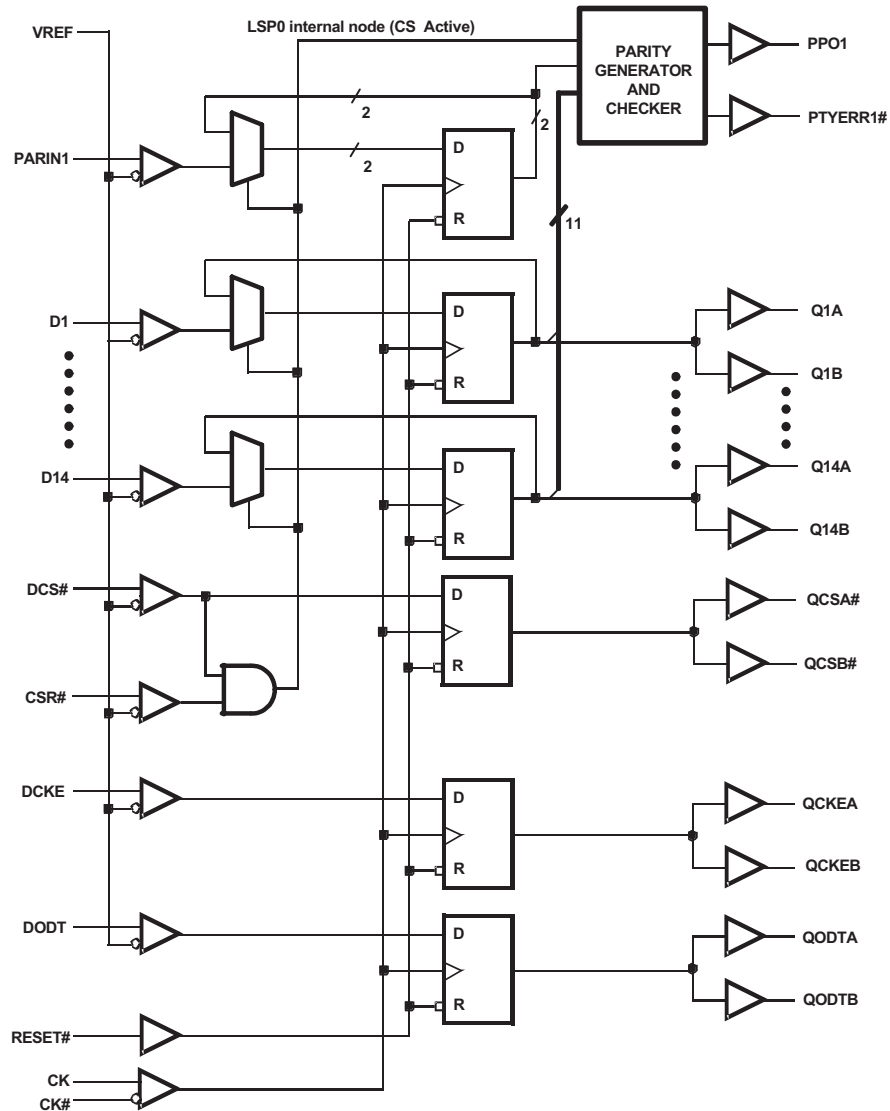 VREF
LSP0 internal node (CS Active)
PARITY
GENERATOR
AND
CHECKER
PPO1
PTYERR1#
2
2
PARIN1
2
D
R
11
D1
D
R
Q1A
Q1B
D14
D
R
Q14A
Q14B
DCS#
D
R
QCSA#
QCSB#
CSR#
DCKE
D
R
QCKEA
QCKEB
DODT
D
R
QODTA
QODTB
RESET#
CK
CK#